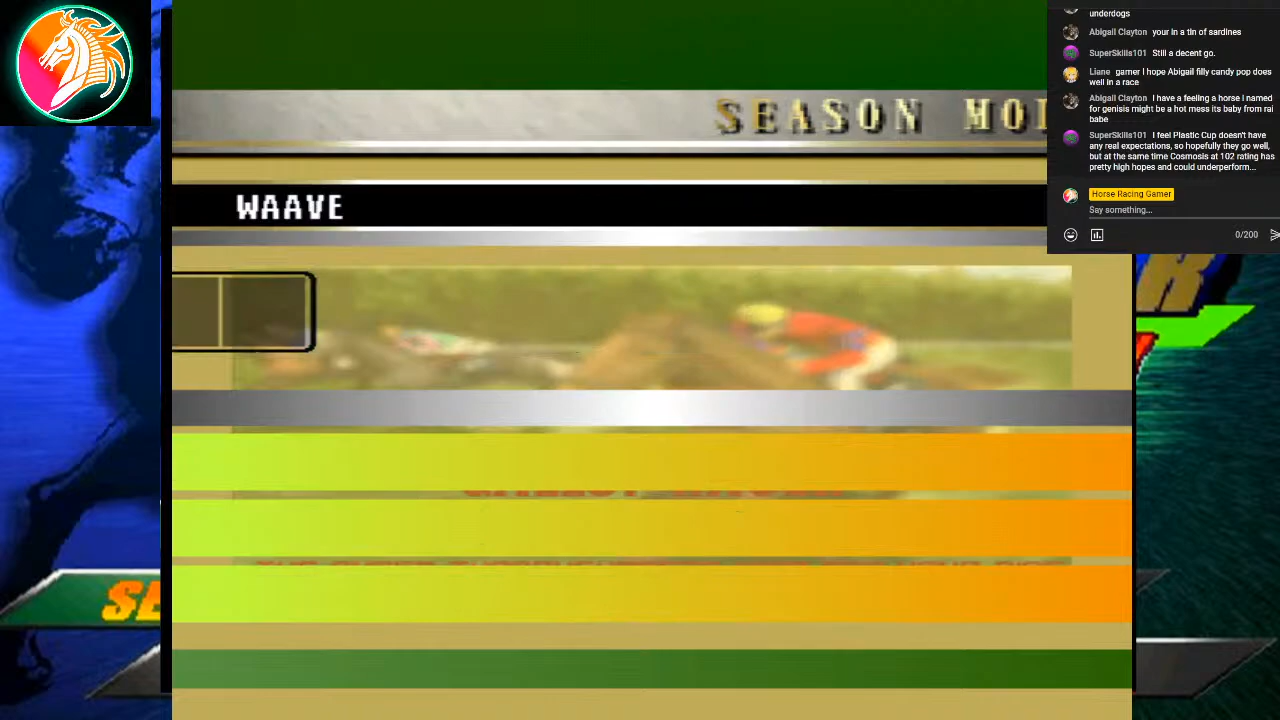 underdogs
Abigail Clayton your in a tin of sardines
SuperSkills101 Still a decent go.
Liane gamer I hope Abigail filly candy pop does
well in a race
Abigail Clayton I have a feeling a horse i named
for genisis might be a hot mess its baby from rai
babe
SuperSkills101 I feel Plastic Cup doesn't have
any real expectations, so hopefully they go well,
but at the same time Cosmosis at 102 rating has
pretty high hopes and could underperform...
Horse Racing Gamer
Say something...
0/200
SEASON MO
WAAVE
SE